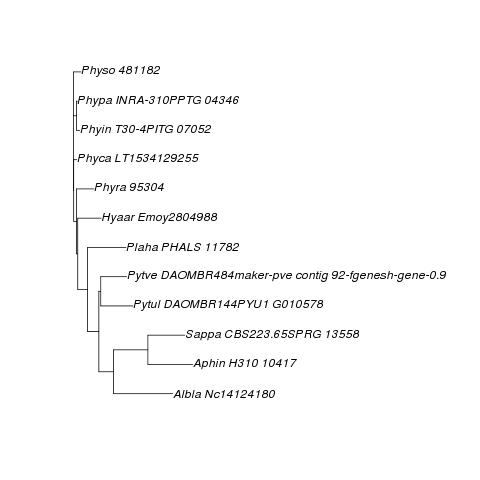 Physo 481182
Phypa INRA-310PPTG 04346
Phyin T30-4PITG 07052
Phyca LT1534129255
Phyra 95304
Hyaar Emoy2804988
Plaha PHALS 11782
Pytve DAOMBR484maker-pve contig 92-fgenesh-gene-0.9
Pytul DAOMBR144PYU1 G010578
Sappa CBS223.65SPRG 13558
Aphin H310 10417
Albla Nc14124180